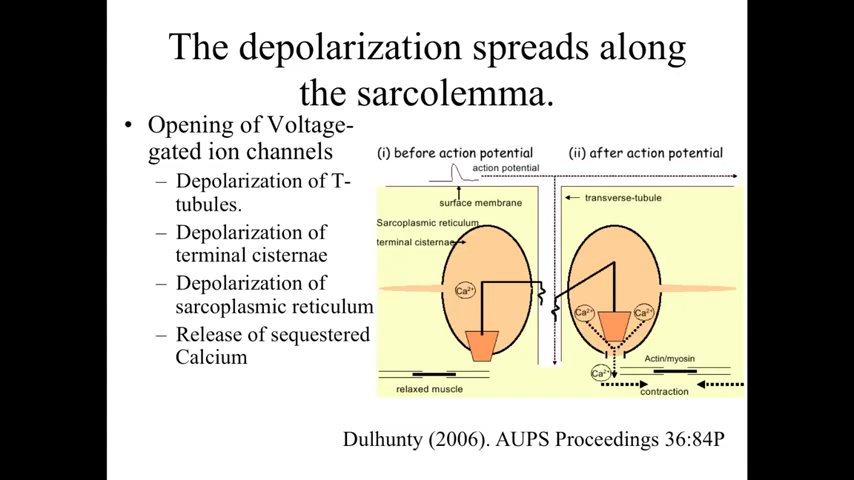 The depolarization spreads along
the sarcolemma.
• Opening of Voltage-
gated ion channels
– Depolarization of T-
tubules.
– Depolarization of
terminal cisternae
– Depolarization of
sarcoplasmic reticulum
– Release of sequestered
Calcium
(i) before action potential
(ii) after action potential
action potential
surface membrane
transverse-tubule
Sarcoplasmic reticulum
terminal cisternae
Ca2+
Ca2+
Ca2+
Ca2+
Actin/myosin
relaxed muscle
contraction
Dulhunty (2006). AUPS Proceedings 36:84P